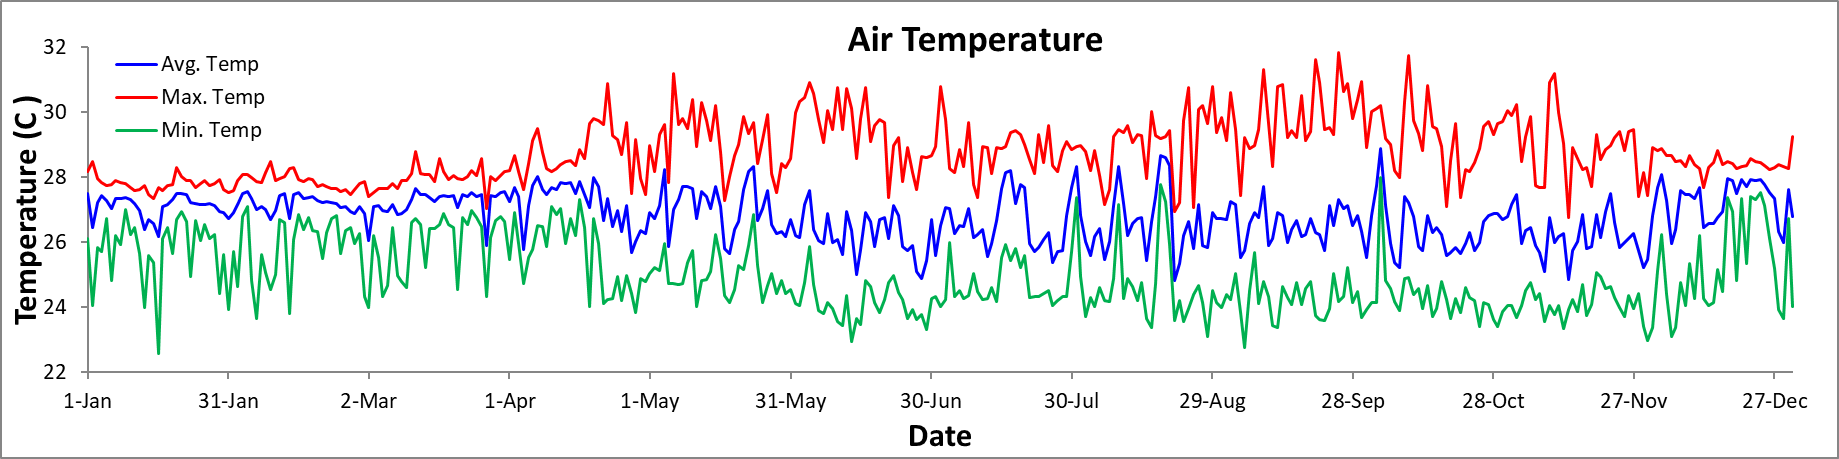 Air Temperature
Avg. Temp
Max. Temp
Min. Temp
Temperature (C )
32
30
28
26
24
22
1-Jan 31-Jan 2-Mar 1-Apr 1-May 31-May 30-Jun 30-Jul 29-Aug 28-Sep 28-Oct 27-Nov 27-Dec
Date